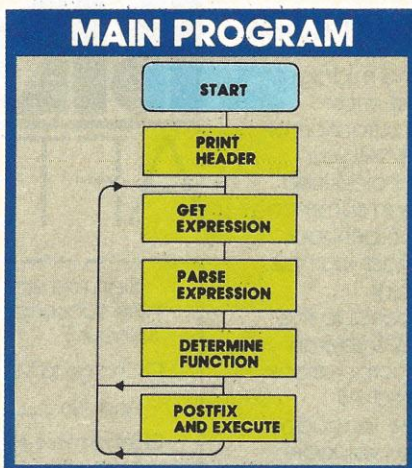 MAIN PROGRAM
START
PRINT
HEADER
GET
EXPRESSION
PARSE
EXPRESSION
DETERMINE
FUNCTION
POSTFIX
AND EXECUTE